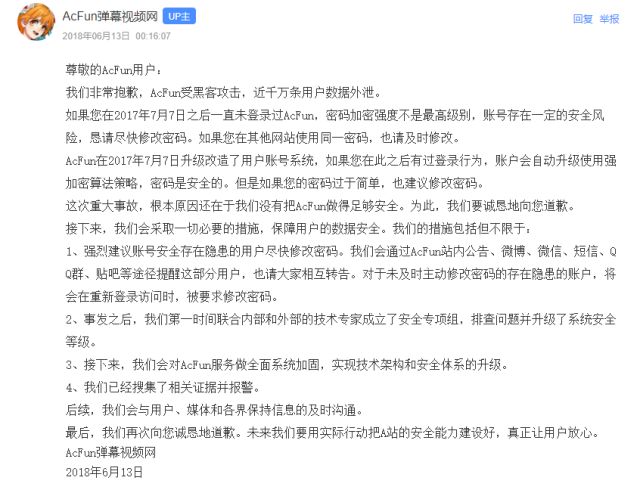 AcFun弹幕视频网 UP主
回复 举报
2018年06月13日 00:16:07
尊敬的AcFun用户：
我们非常抱歉，AcFun受黑客攻击，近千万条用户数据外泄。
如果您在2017年7月7日之后一直未登录过AcFun，密码加密强度不是最高级别，账号存在一定的安全风
险，恳请尽快修改密码。如果您在其他网站使用同一密码，也请及时修改。
AcFun在2017年7月7日升级改造了用户账号系统，如果您在此之后有过登录行为，账户会自动升级使用强
加密算法策略，密码是安全的。但是如果您的密码过于简单，也建议修改密码。
这次重大事故，根本原因还在于我们没有把AcFun做得足够安全。为此，我们要诚恳地向您道歉。
接下来，我们会采取一切必要的措施，保障用户的数据安全。我们的措施包括但不限于：
1、强烈建议账号安全存在隐患的用户尽快修改密码。我们会通过AcFun站内公告、微博、微信、短信、Q
Q群、贴吧等途径提醒这部分用户，也请大家相互转告。对于未及时主动修改密码的存在隐患的账户，将
会在重新登录访问时，被要求修改密码。
2、事发之后，我们第一时间联合内部和外部的技术专家成立了安全专项组，排查问题并升级了系统安全
等级。
3、接下来，我们会对AcFun服务做全面系统加固，实现技术架构和安全体系的升级。
4、我们已经搜集了相关证据并报警。
后续，我们会与用户、媒体和各界保持信息的及时沟通。
最后，我们再次向您诚恳地道歉。未来我们要用实际行动把A站的安全能力建设好，真正让用户放心。
AcFun弹幕视频网
2018年6月13日